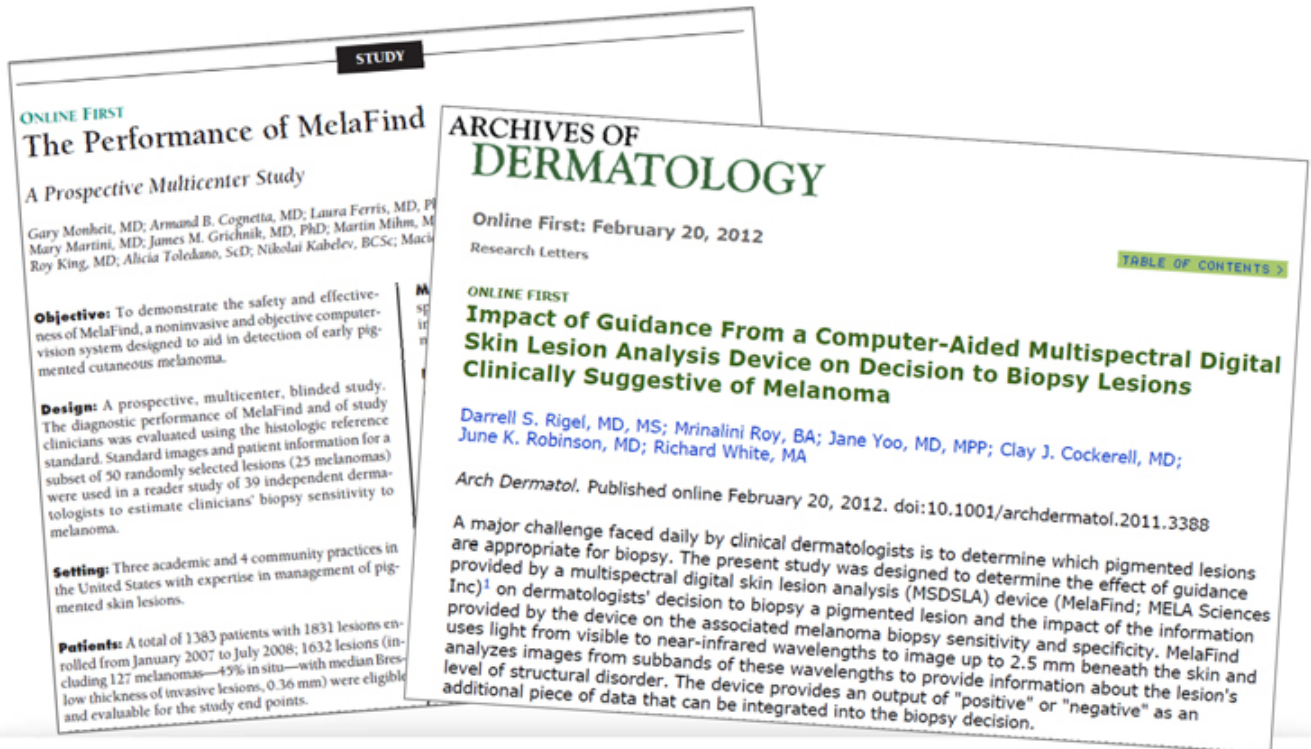 STUDY
ONLINE FIRST
The Performance of MelaFind
A Prospective Multicenter Study
Gary Monheit, MD; Armand B. Cognetta, MD; Laura Ferris, MD,
Mary Martini, MD; James M. Grichnik, MD, PhD; Martin Mihm,
Roy King, MD; Alicia Toledano, ScD; Nikolai Kabelev, BCSc;
Objective: To demonstrate the safety and effective-
ness of MelaFind, a noninvasive and objective computer-
vision system designed to aid in detection of early pig-
mented cutaneous melanoma.
Design: A prospective, multicenter, blinded study.
The diagnostic performance of MelaFind and of study
clinicians was evaluated using the histologic reference
standard. Standard images and patient information for a
subset of 50 randomly selected lesions (25 melanomas)
were used in a reader study of 39 independent derma-
tologists to estimate clinicians' biopsy sensitivity to
melanoma.
Setting: Three academic and 4 community practices in
the United States with expertise in management of pig-
mented skin lesions.
Patients: A total of 1383 patients with 1831 lesions en-
rolled from January 2007 to July 2008; 1632 lesions (in-
cluding 127 melanomas—45% in situ—with median Bres-
low thickness of invasive lesions, 0.36 mm) were eligible
and evaluable for the study end points.
ARCHIVES OF
DERMATOLOGY
Online First: February 20, 2012
Research Letters
TABLE OF CONTENTS >
ONLINE FIRST
Impact of Guidance From a Computer-Aided Multispectral Digital
Skin Lesion Analysis Device on Decision to Biopsy Lesions
Clinically Suggestive of Melanoma
Darrell S. Rigel, MD, MS; Mrinalini Roy, BA; Jane Yoo, MD, MPP; Clay J. Cockerell, MD;
June K. Robinson, MD; Richard White, MA
Arch Dermatol. Published online February 20, 2012. doi:10.1001/archdermatol.2011.3388
A major challenge faced daily by clinical dermatologists is to determine which pigmented lesions
are appropriate for biopsy. The present study was designed to determine the effect of guidance
provided by a multispectral digital skin lesion analysis (MSDSLA) device (MelaFind; MELA Sciences
Inc)1 on dermatologists' decision to biopsy a pigmented lesion and the impact of the information
provided by the device on the associated melanoma biopsy sensitivity and specificity. MelaFind
uses light from visible to near-infrared wavelengths to image up to 2.5 mm beneath the skin and
analyzes images from subbands of these wavelengths to provide information about the lesion's
level of structural disorder. The device provides an output of "positive" or "negative" as an
additional piece of data that can be integrated into the biopsy decision.